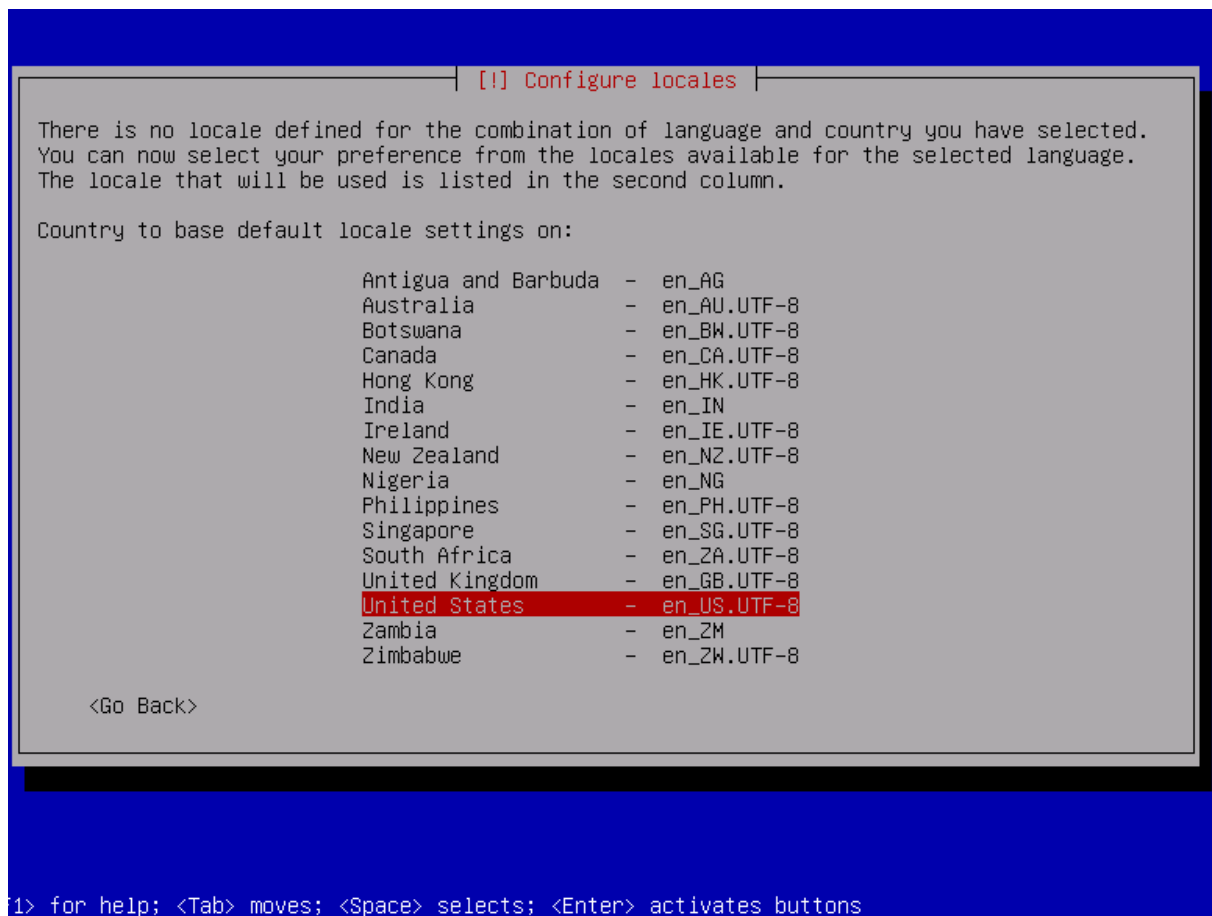 [!] Configure locales
There is no locale defined for the combination of language and country you have selected.
You can now select your preference from the locales available for the selected language.
The locale that will be used is listed in the second column.
Country to base default locale settings on:
Antigua and Barbuda - en_AG
Australia - en_AU.UTF-8
Botswana - en_BW.UTF-8
Canada - en_CA.UTF-8
Hong Kong - en_HK.UTF-8
India - en_IN
Ireland - en_IE.UTF-8
New Zealand - en_NZ.UTF-8
Nigeria - en_NG
Philippines - en_PH.UTF-8
Singapore - en_SG.UTF-8
South Africa - en_ZA.UTF-8
United Kingdom - en_GB.UTF-8
United States - en_US.UTF-8
Zambia - en_ZM
Zimbabwe - en_ZW.UTF-8
<Go Back>
1> for help; <Tab> moves; <Space> selects; <Enter> activates buttons